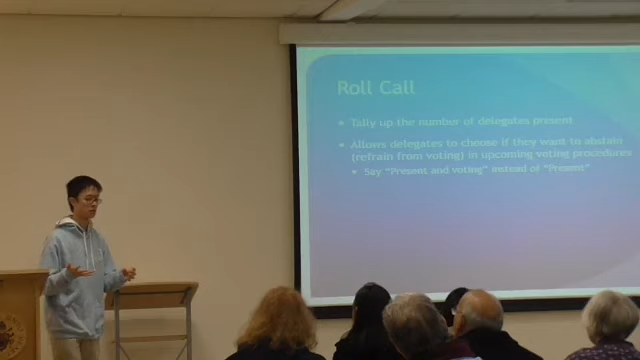 Roll Call
• Tally up the number of delegates present
• Allows delegates to choose if they want to abstain
(refrain from voting) in upcoming voting procedures
• Say "Present and voting" instead of "Present"